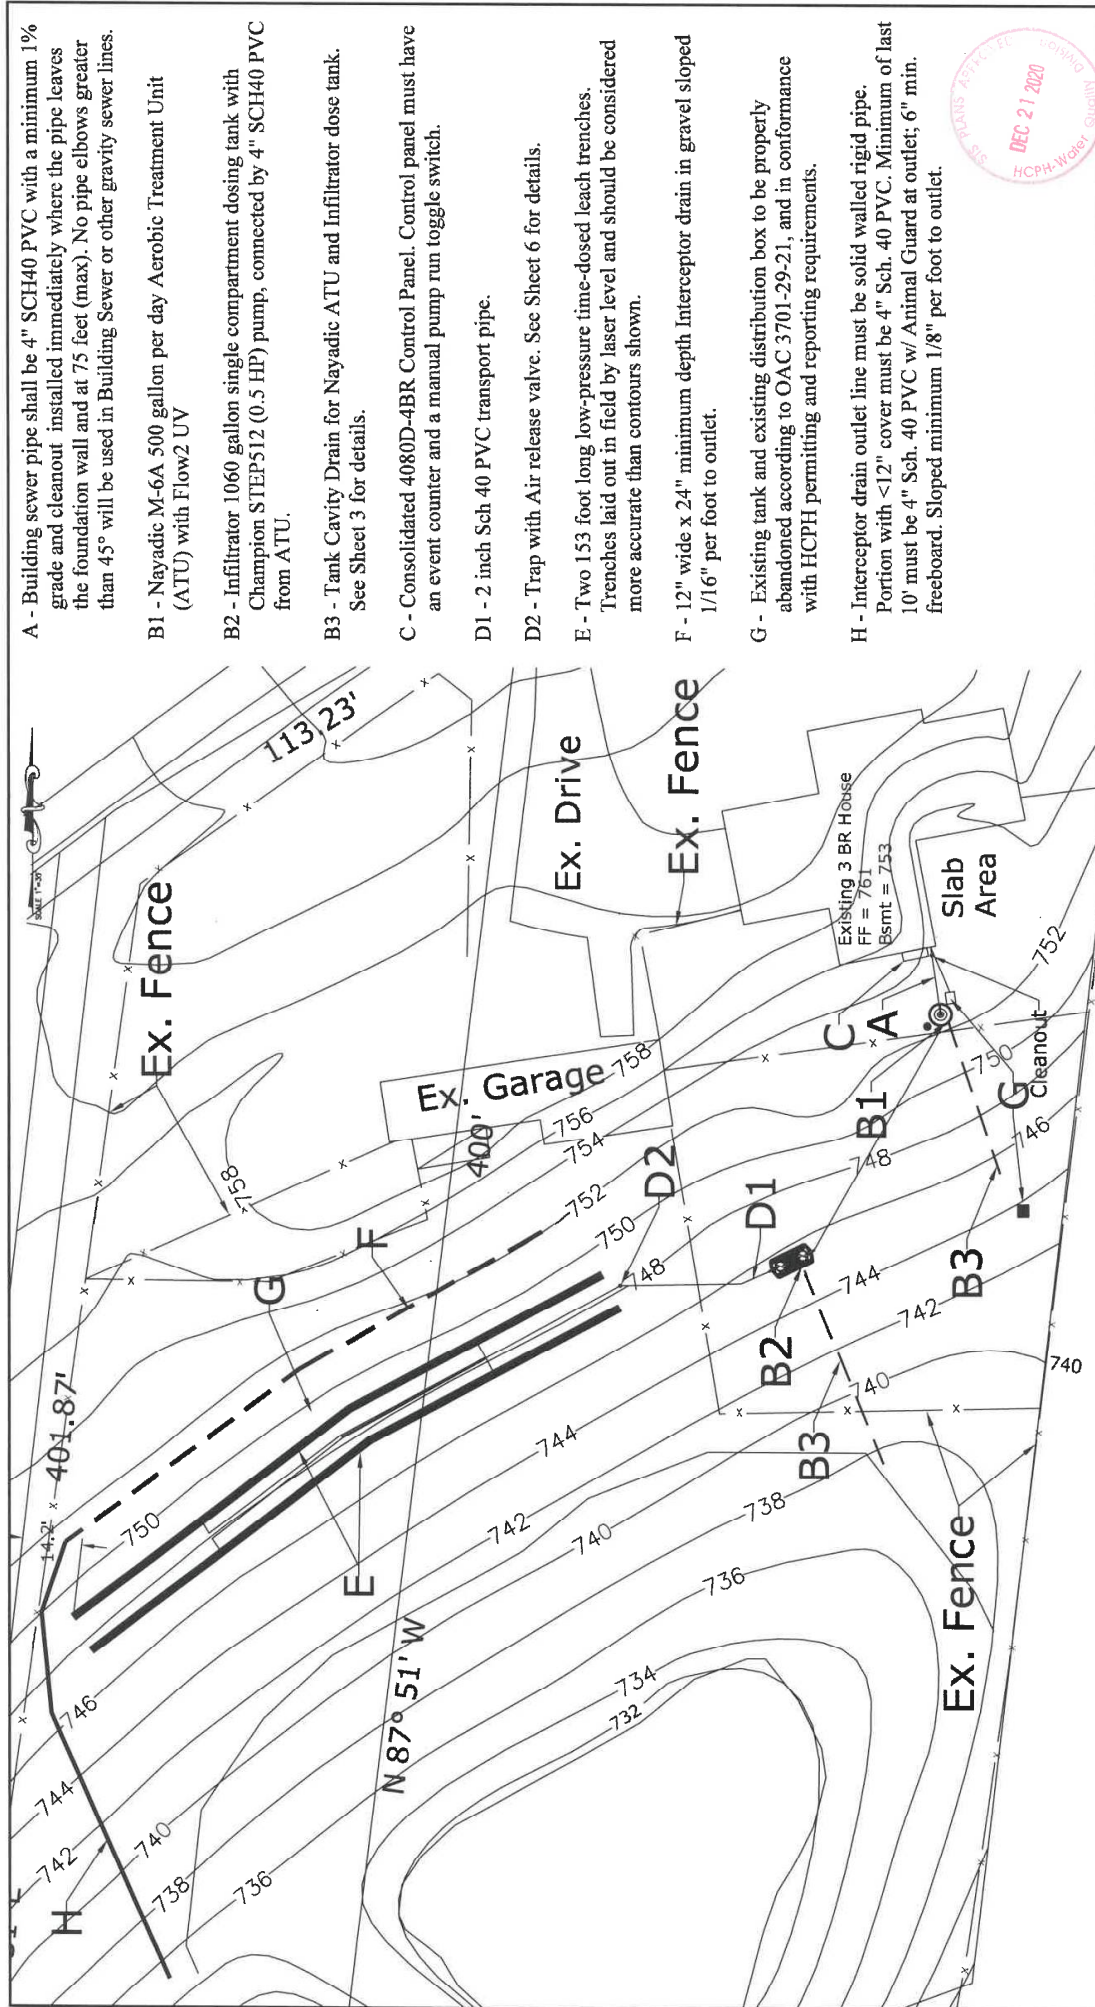 A - Building sewer pipe shall be 4" SCH40 PVC with a minimum 1%
grade and cleanout installed immediately where the pipe leaves
the foundation wall and at 75 feet (max). No pipe elbows greater
than 45° will be used in Building Sewer or other gravity sewer lines.
B1 - Nayadic M-6A 500 gallon per day Aerobic Treatment Unit
(ATU) with Flow2 UV
B2 - Infiltrator 1060 gallon single compartment dosing tank with
Champion STEP512 (0.5 HP) pump, connected by 4" SCH40 PVC
from ATU.
B3 - Tank Cavity Drain for Nayadic ATU and Infiltrator dose tank.
See Sheet 3 for details.
C - Consolidated 4080D-4BR Control Panel. Control panel must have
an event counter and a manual pump run toggle switch.
D1 - 2 inch Sch 40 PVC transport pipe.
D2 - Trap with Air release valve. See Sheet 6 for details.
E - Two 153 foot long low-pressure time-dosed leach trenches.
Trenches laid out in field by laser level and should be considered
more accurate than contours shown.
F - 12" wide x 24" minimum depth Interceptor drain in gravel sloped
1/16" per foot to outlet.
G - Existing tank and existing distribution box to be properly
abandoned according to OAC 3701-29-21, and in conformance
with HCPH permitting and reporting requirements.
H - Interceptor drain outlet line must be solid walled rigid pipe.
Portion with <12" cover must be 4" Sch. 40 PVC. Minimum of last
10' must be 4" Sch. 40 PVC w/ Animal Guard at outlet; 6" min.
freeboard. Sloped minimum 1/8" per foot to outlet.
DEC 21 2020
HCPH-Water Quality Division
113.23'
Ex. Fence
Ex. Drive
Ex. Fence
Existing 3 BR House
FF = 761
Bsmt = 753
Slab
Area
752
758
Ex. Garage
758
756
754
400'
752
750
748
C
A
B1
G
Cleanout
750
748
746
D2
D1
F
G
B2
B3
744
742
740
740
B3
401.87'
14.2'
750
744
742
740
738
736
E
Ex. Fence
N 87° 51' W
734
732
746
744
742
740
738
736
H